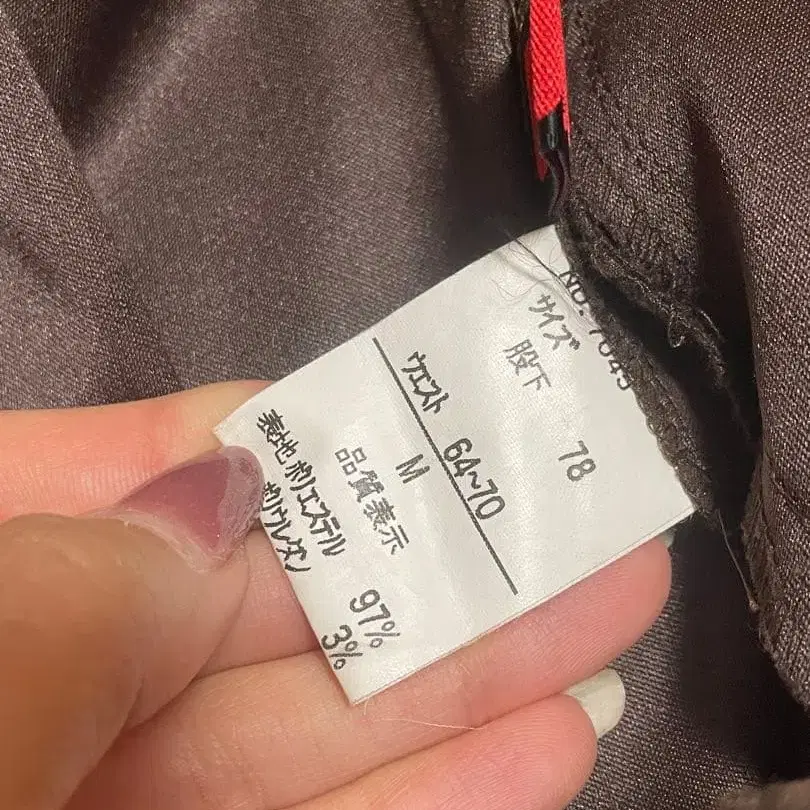 NO.
サイズ
股下 78
ウエスト 64~70
M
品質表示
表地 ポリエステル 97%
ポリウレタン 3%